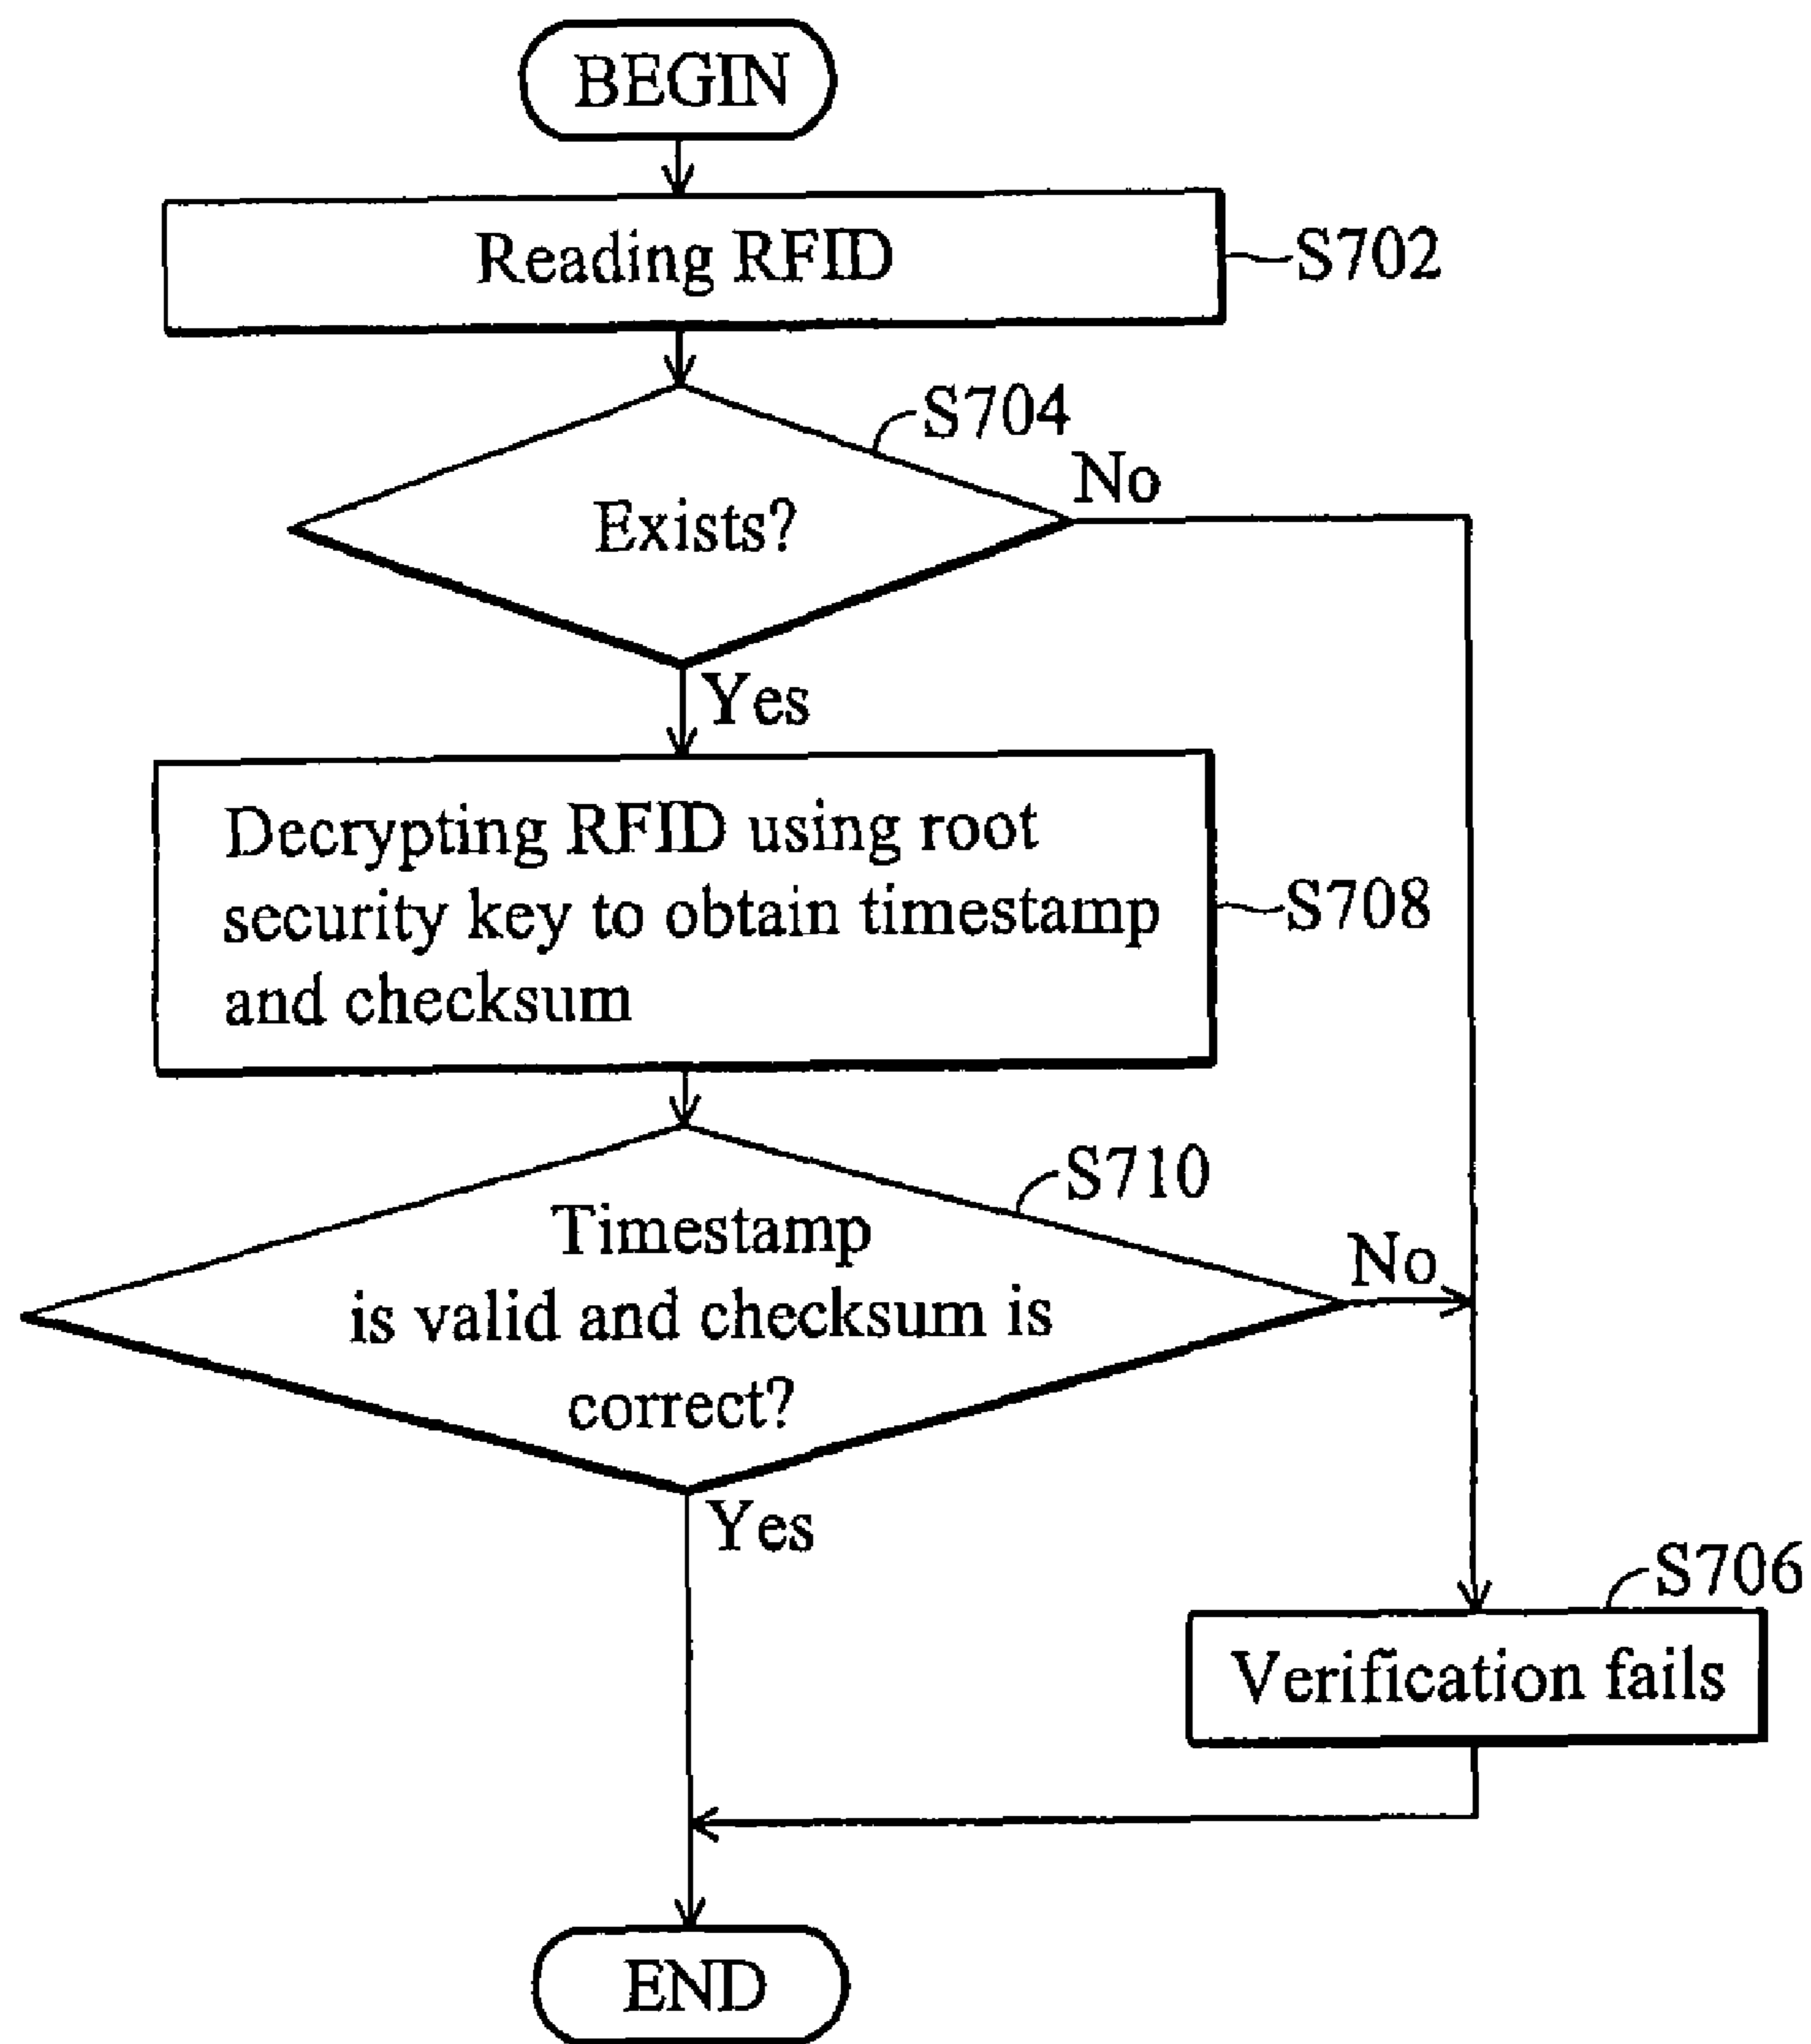 BEGIN
Reading RFID
S702
S704
Exists?
No
Yes
Decrypting RFID using root
security key to obtain timestamp
and checksum
S708
S710
Timestamp
is valid and checksum is
correct?
No
Yes
S706
Verification fails
END